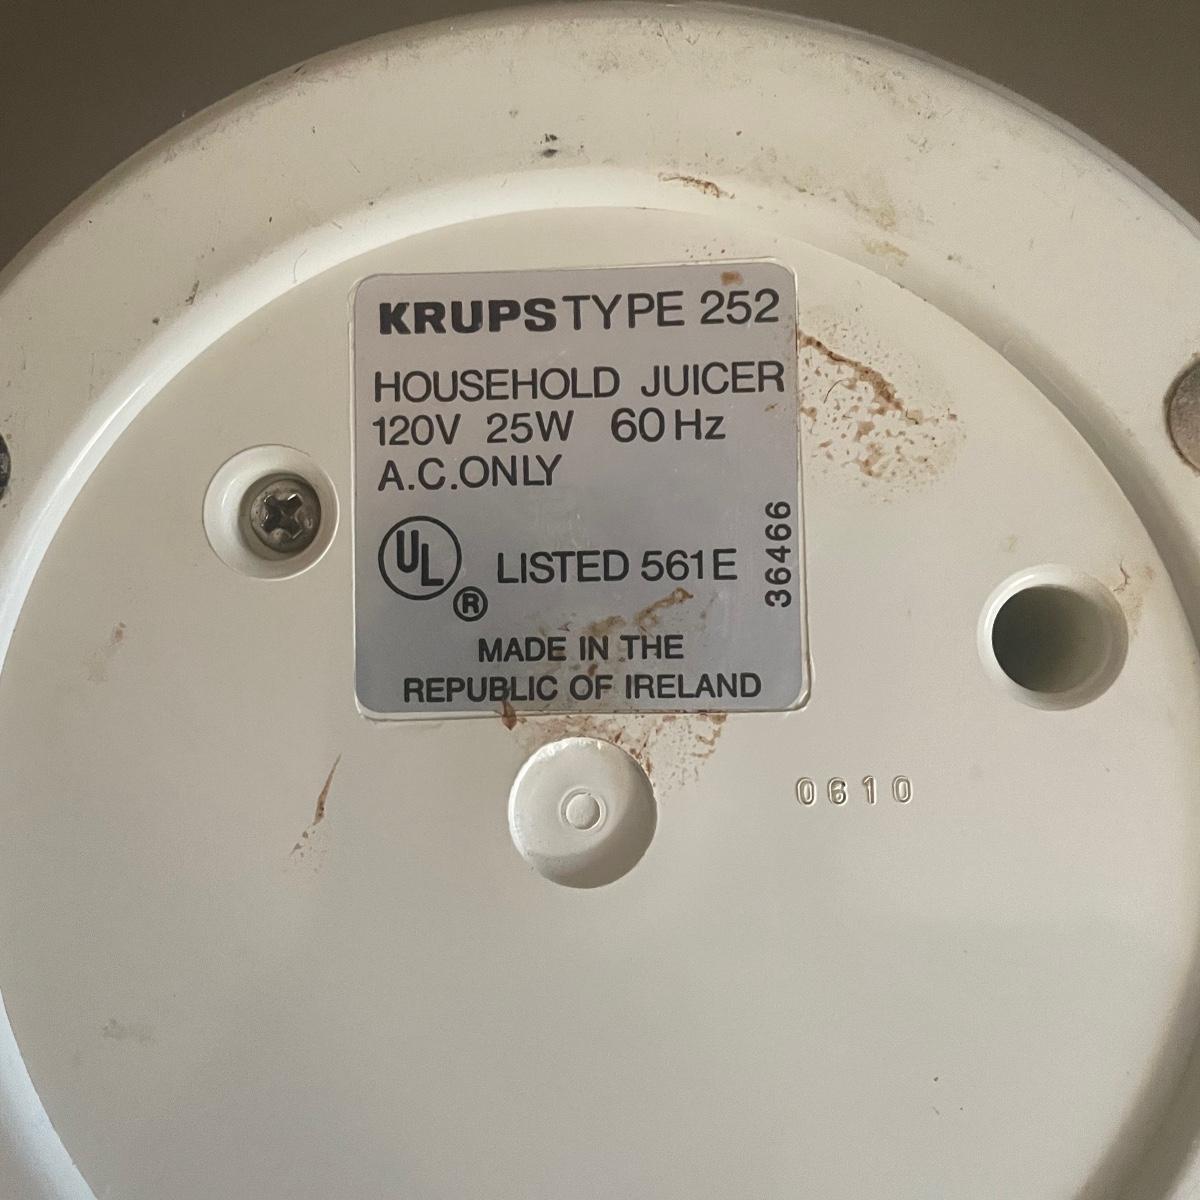 KRUPS TYPE 252
HOUSEHOLD JUICER
120V 25W 60 Hz
A.C.ONLY
UL® LISTED 561E
36466
MADE IN THE
REPUBLIC OF IRELAND
0610